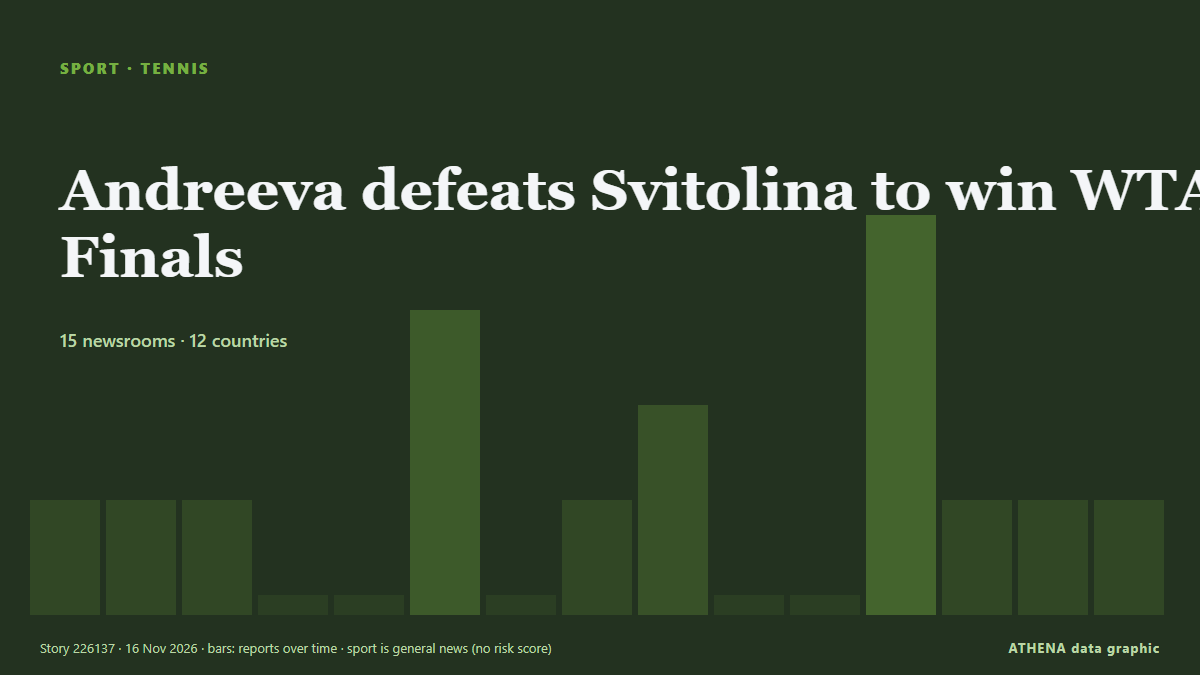 SPORT · TENNIS
Andreeva defeats Svitolina to win WTA
Finals
15 newsrooms · 12 countries
Story 226137 · 16 Nov 2026 · bars: reports over time · sport is general news (no risk score)
ATHENA data graphic